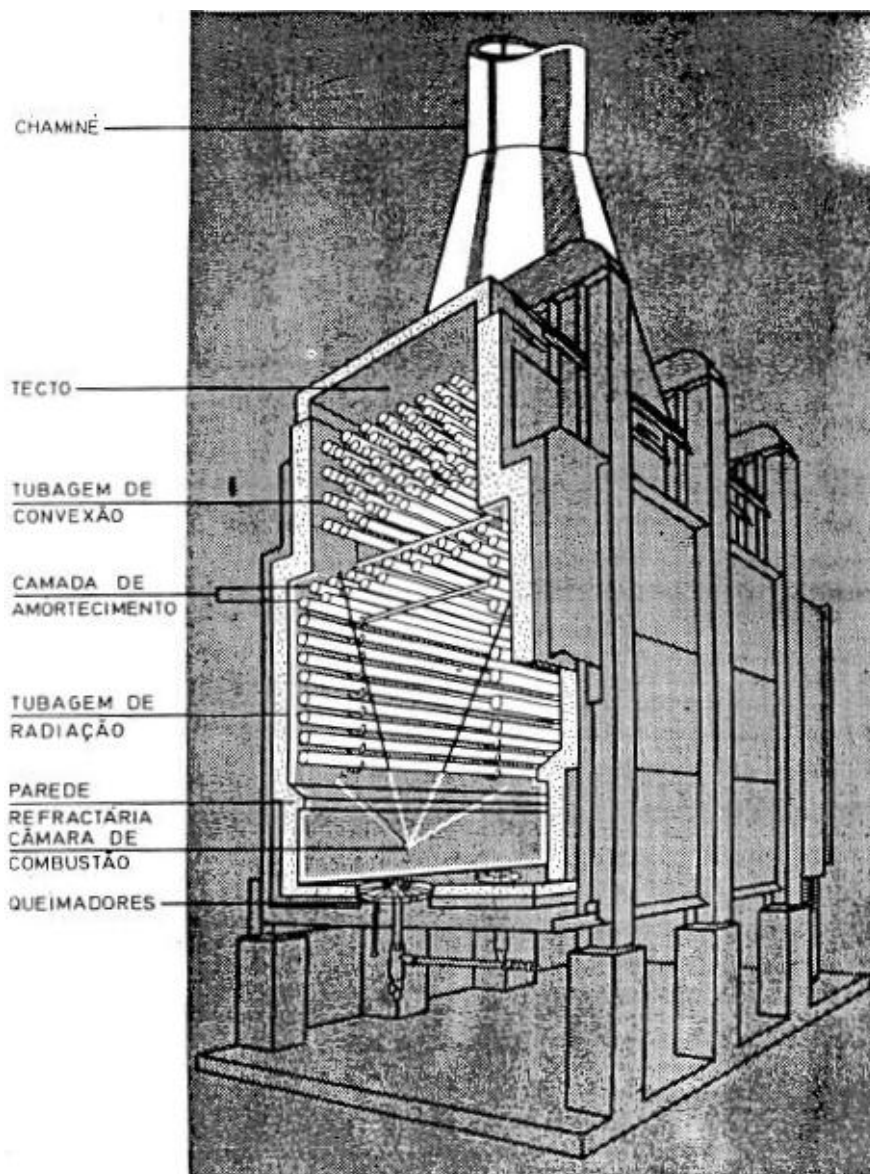 CHAMINÉ
TECTO
TUBAGEM DE
CONVEXÃO
CAMADA DE
AMORTECIMENTO
TUBAGEM DE
RADIAÇÃO
PAREDE
REFRACTÁRIA
CÂMARA DE
COMBUSTÃO
QUEIMADORES